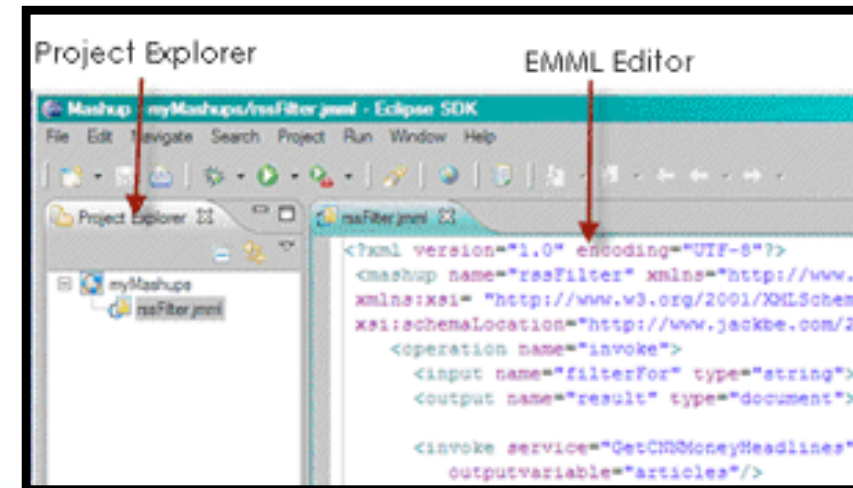 Project Explorer
EMML Editor
Mashup - myMashups/rssFilter.jmml - Eclipse SDK
File Edit Navigate Search Project Run Window Help
Project Explorer
rssFilter.jmml
myMashups
rssFilter.jmml
<?xml version="1.0" encoding="UTF-8"?>
<mashup name="rssFilter" xmlns="http://www.
xmlns:xsi= "http://www.w3.org/2001/XMLSchem
xsi:schemaLocation="http://www.jackbe.com/2
<operation name="invoke">
<input name="filterFor" type="string">
<output name="result" type="document">
<invoke service="GetCNNMoneyHeadlines"
outputvariable="articles"/>